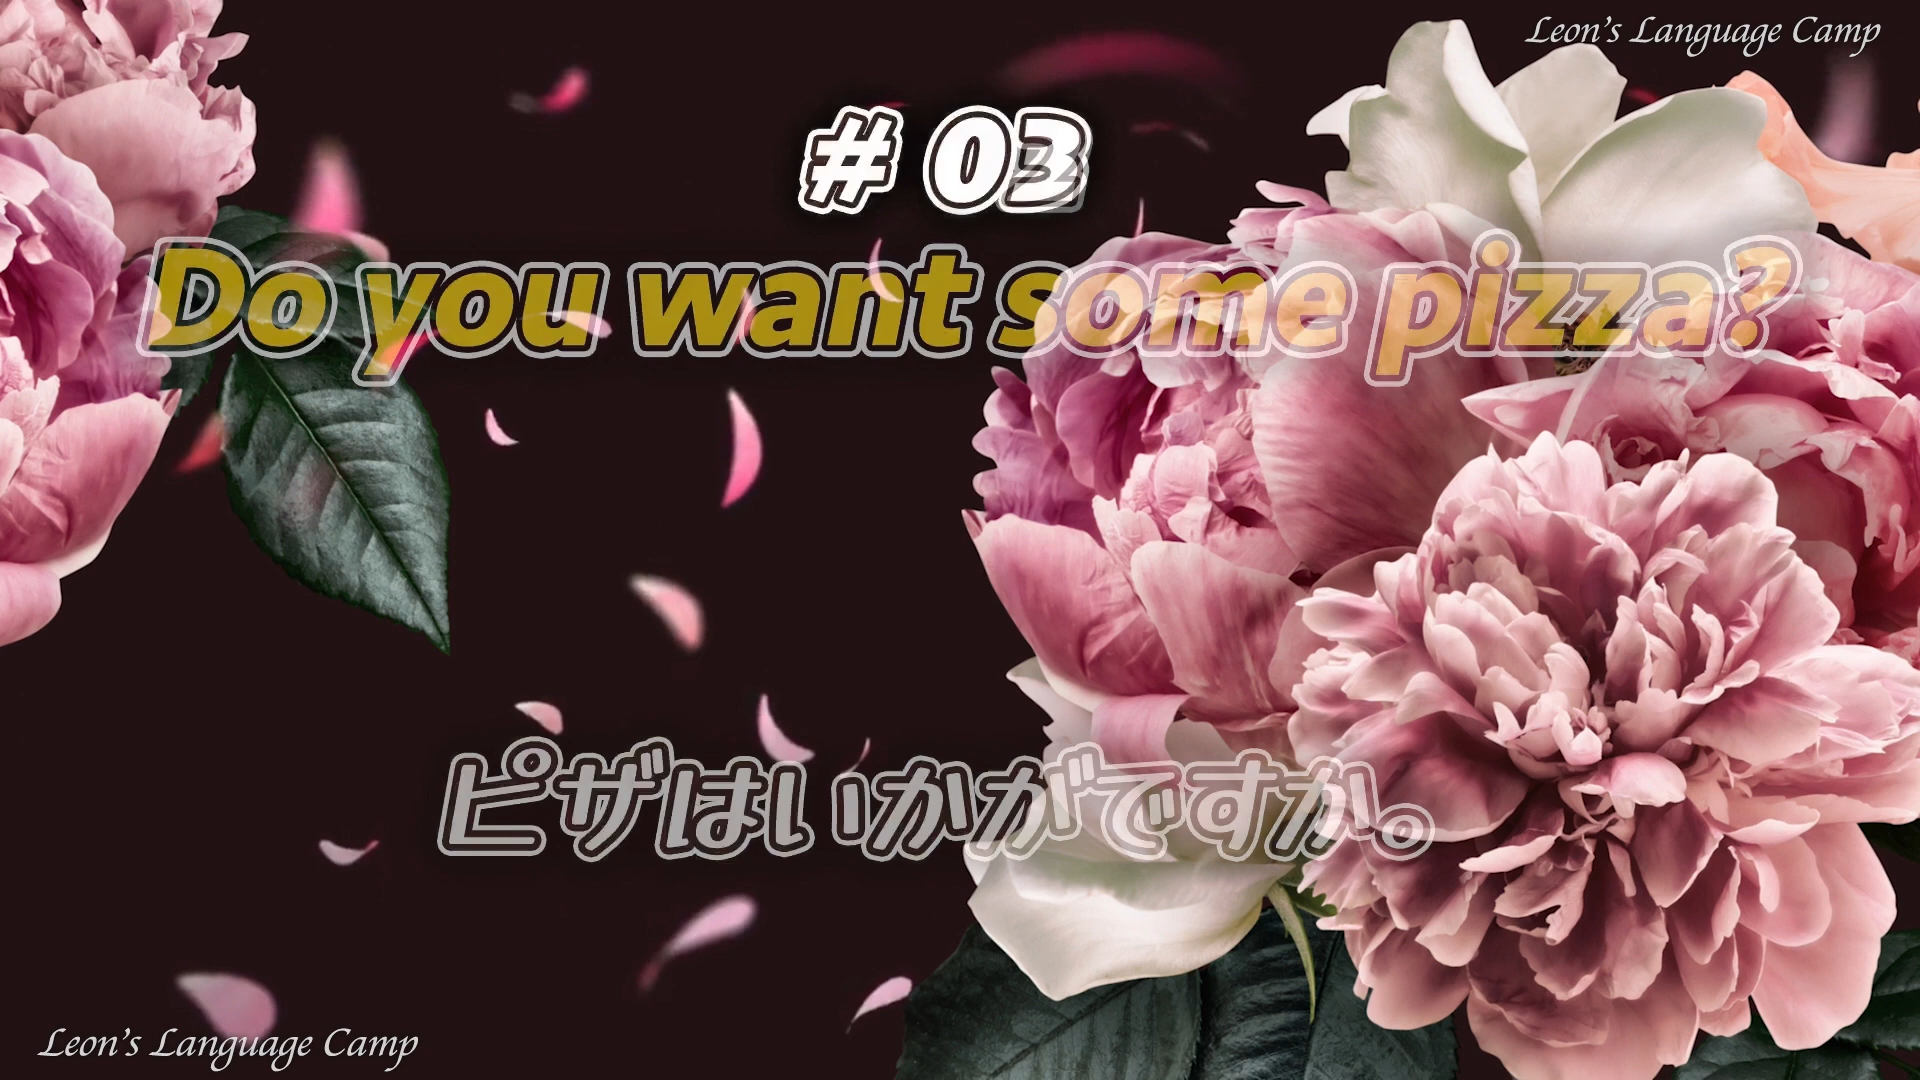 Leon's Language Camp
# 03
Do you want some pizza?
ピザはいかがですか。
Leon's Language Camp